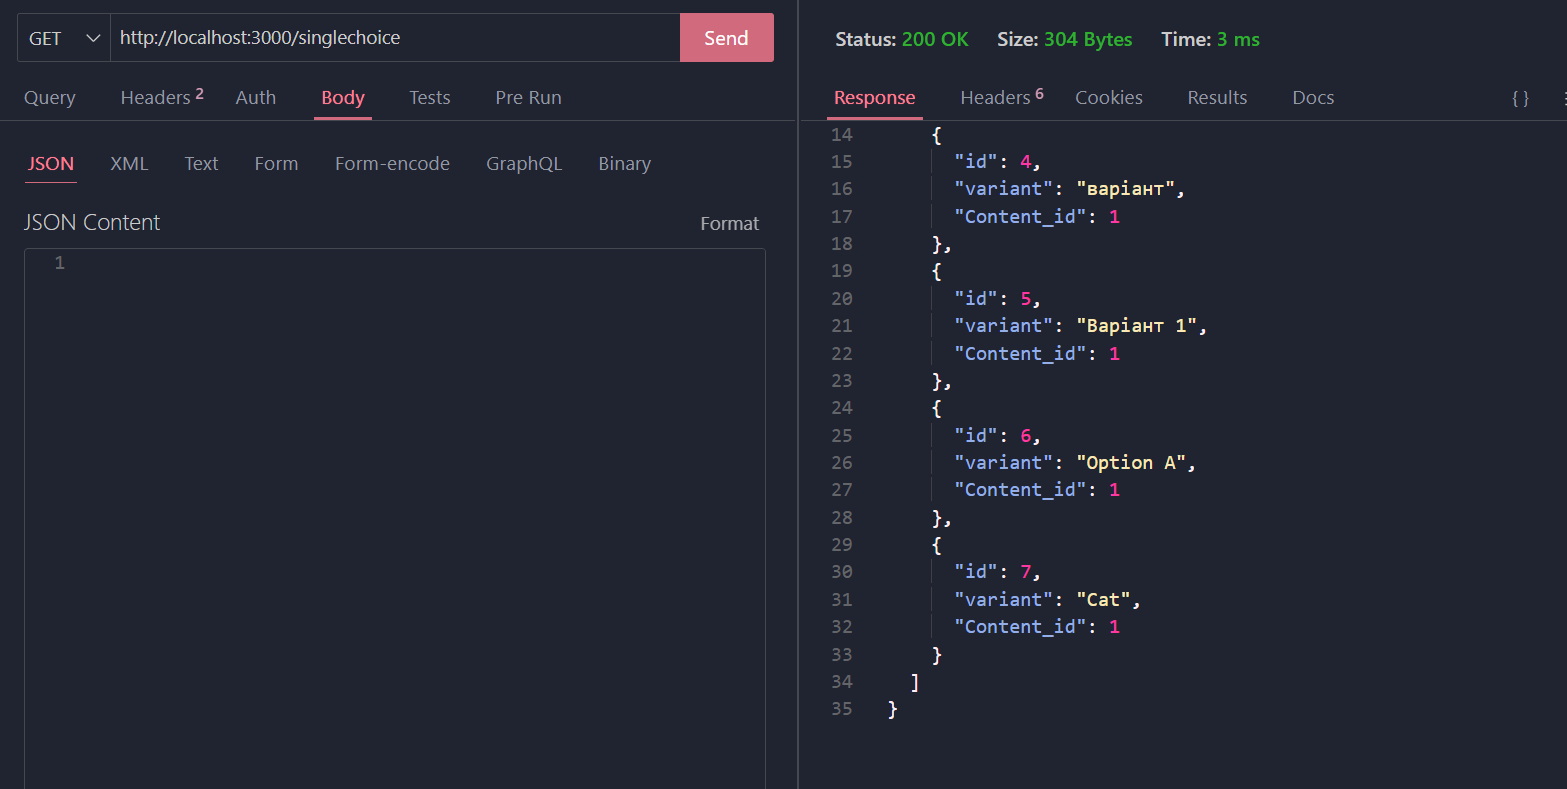 GET http://localhost:3000/singlechoice Send
Query Headers 2 Auth Body Tests Pre Run
JSON XML Text Form Form-encode GraphQL Binary
JSON Content Format
1
Status: 200 OK Size: 304 Bytes Time: 3 ms
Response Headers 6 Cookies Results Docs { }
14 {
15 "id": 4,
16 "variant": "варіант",
17 "Content_id": 1
18 },
19 {
20 "id": 5,
21 "variant": "Варіант 1",
22 "Content_id": 1
23 },
24 {
25 "id": 6,
26 "variant": "Option A",
27 "Content_id": 1
28 },
29 {
30 "id": 7,
31 "variant": "Cat",
32 "Content_id": 1
33 }
34 ]
35 }